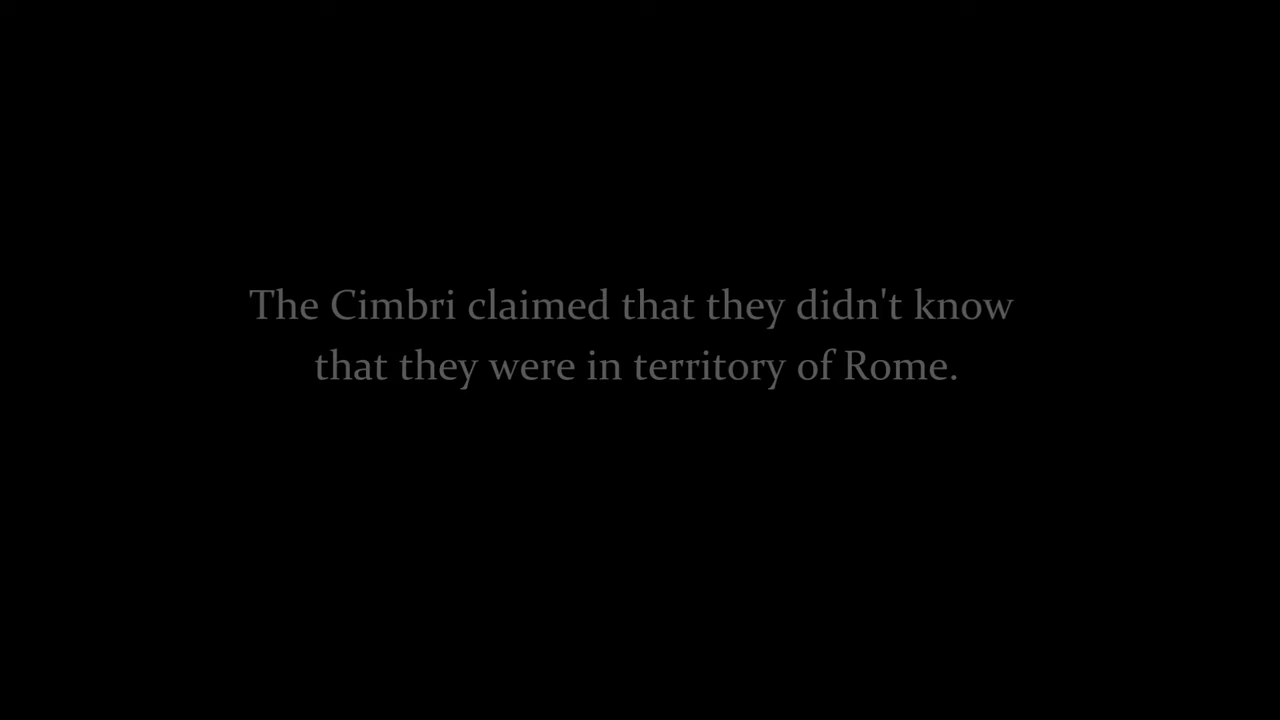 The Cimbri claimed that they didn't know
that they were in territory of Rome.